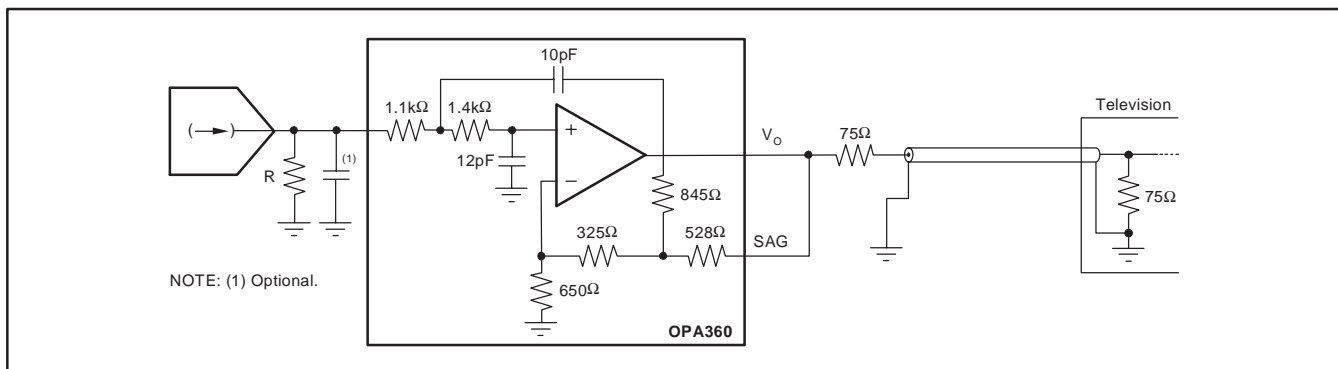 10pF
1.1kΩ
1.4kΩ
Television
(1)
R
+
12pF
−
V_O
75Ω
845Ω
75Ω
325Ω
528Ω
SAG
650Ω
NOTE: (1) Optional.
OPA360